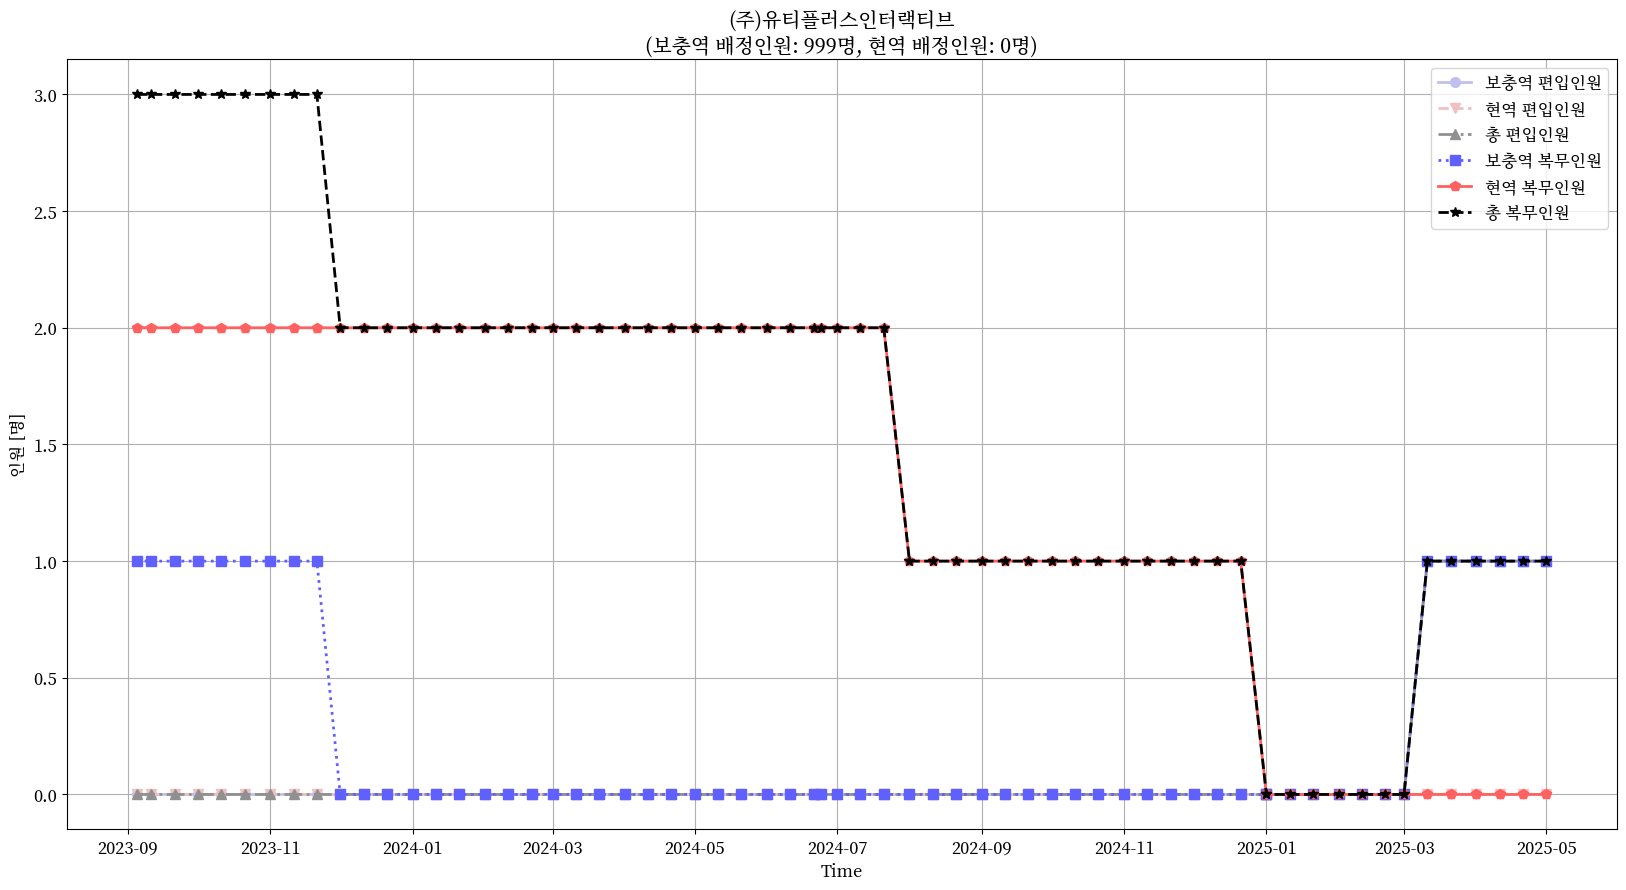 (주)유티플러스인터랙티브
(보충역 배정인원: 999명, 현역 배정인원: 0명)
보충역 편입인원
현역 편입인원
총 편입인원
보충역 복무인원
현역 복무인원
총 복무인원
인원 [명]
3.0
2.5
2.0
1.5
1.0
0.5
0.0
2023-09 2023-11 2024-01 2024-03 2024-05 2024-07 2024-09 2024-11 2025-01 2025-03 2025-05
Time